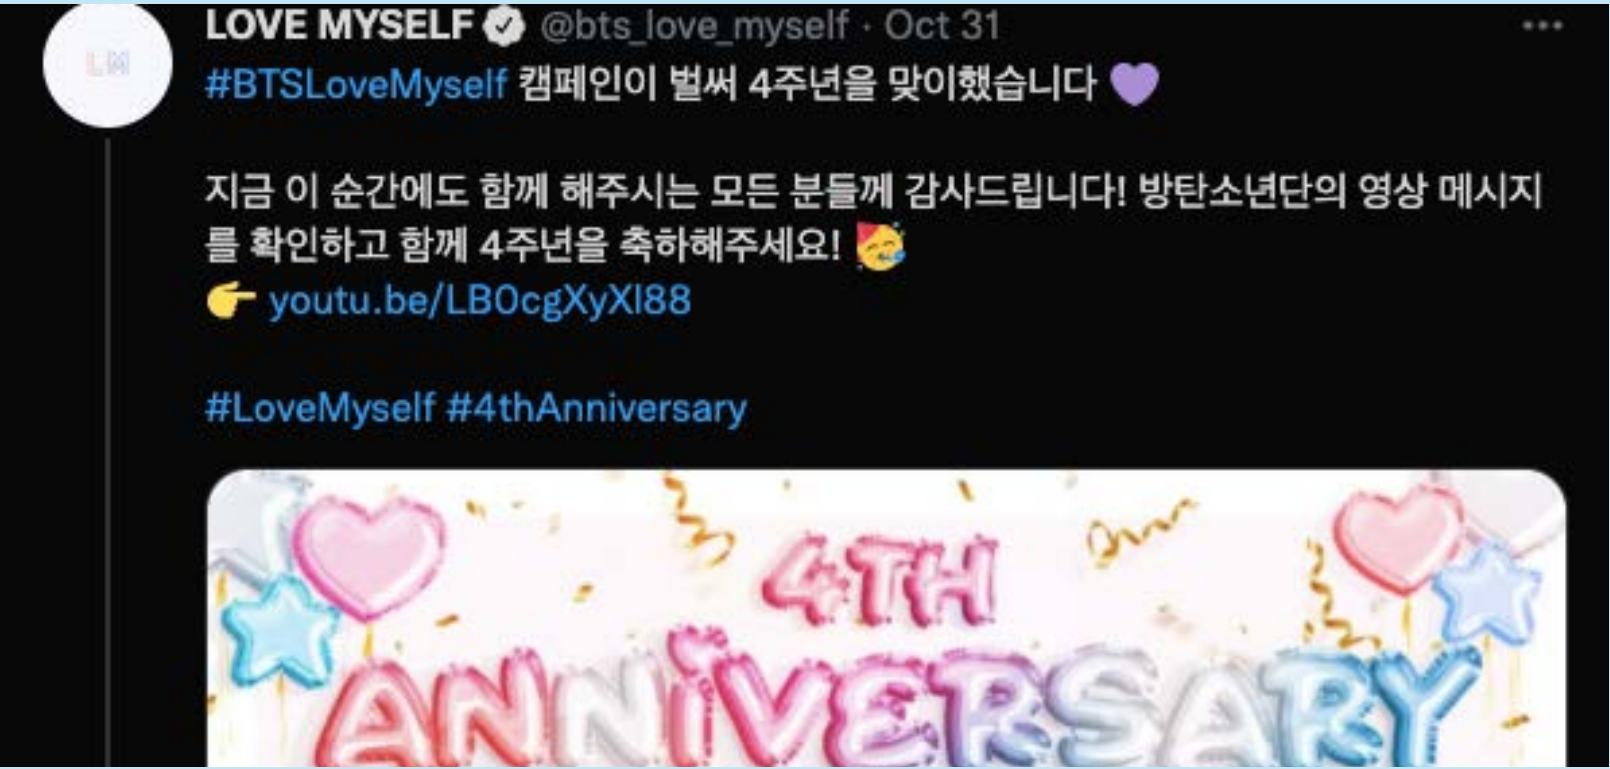 LM
LOVE MYSELF @bts_love_myself · Oct 31
#BTSLoveMyself 캠페인이 벌써 4주년을 맞이했습니다 💜
지금 이 순간에도 함께 해주시는 모든 분들께 감사드립니다! 방탄소년단의 영상 메시지
를 확인하고 함께 4주년을 축하해주세요! 🥳
👉 youtu.be/LB0cgXyXl88
#LoveMyself #4thAnniversary
4TH
ANNiVERSARY